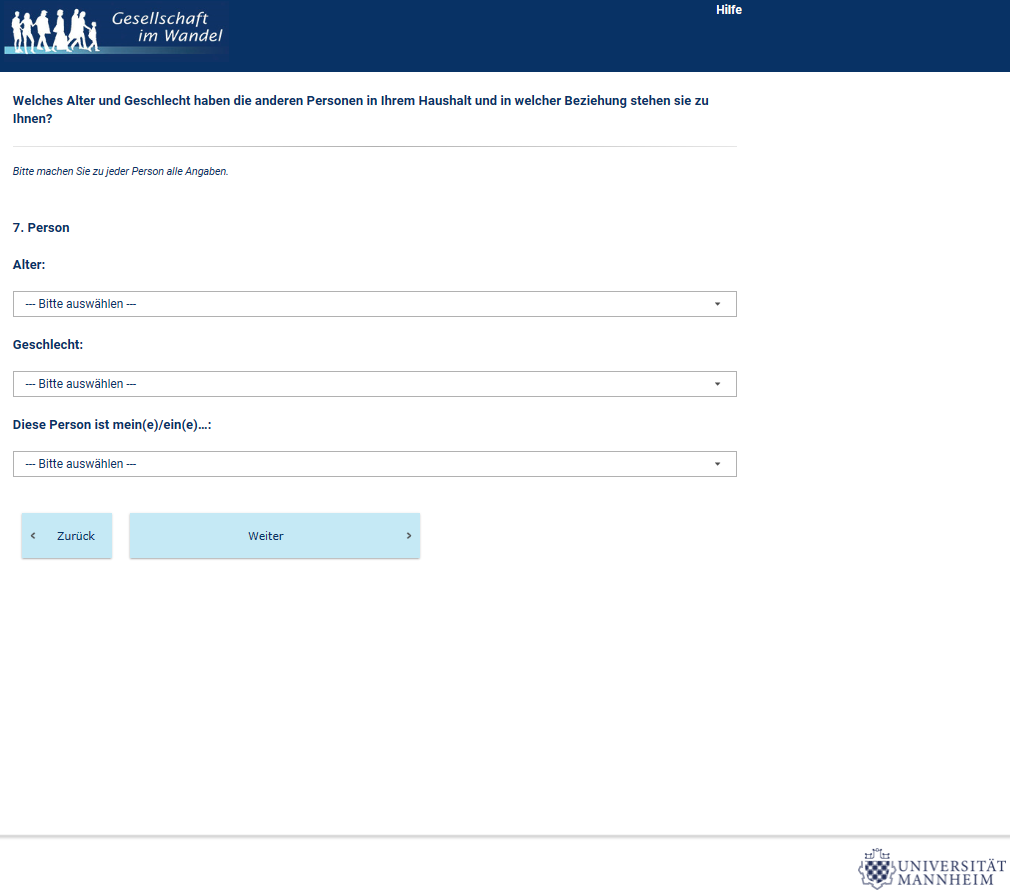 Gesellschaft
im Wandel
Hilfe
Welches Alter und Geschlecht haben die anderen Personen in Ihrem Haushalt und in welcher Beziehung stehen sie zu
Ihnen?
Bitte machen Sie zu jeder Person alle Angaben.
7. Person
Alter:
--- Bitte auswählen ---
Geschlecht:
--- Bitte auswählen ---
Diese Person ist mein(e)/ein(e)...:
--- Bitte auswählen ---
Zurück
Weiter
UNIVERSITÄT
MANNHEIM